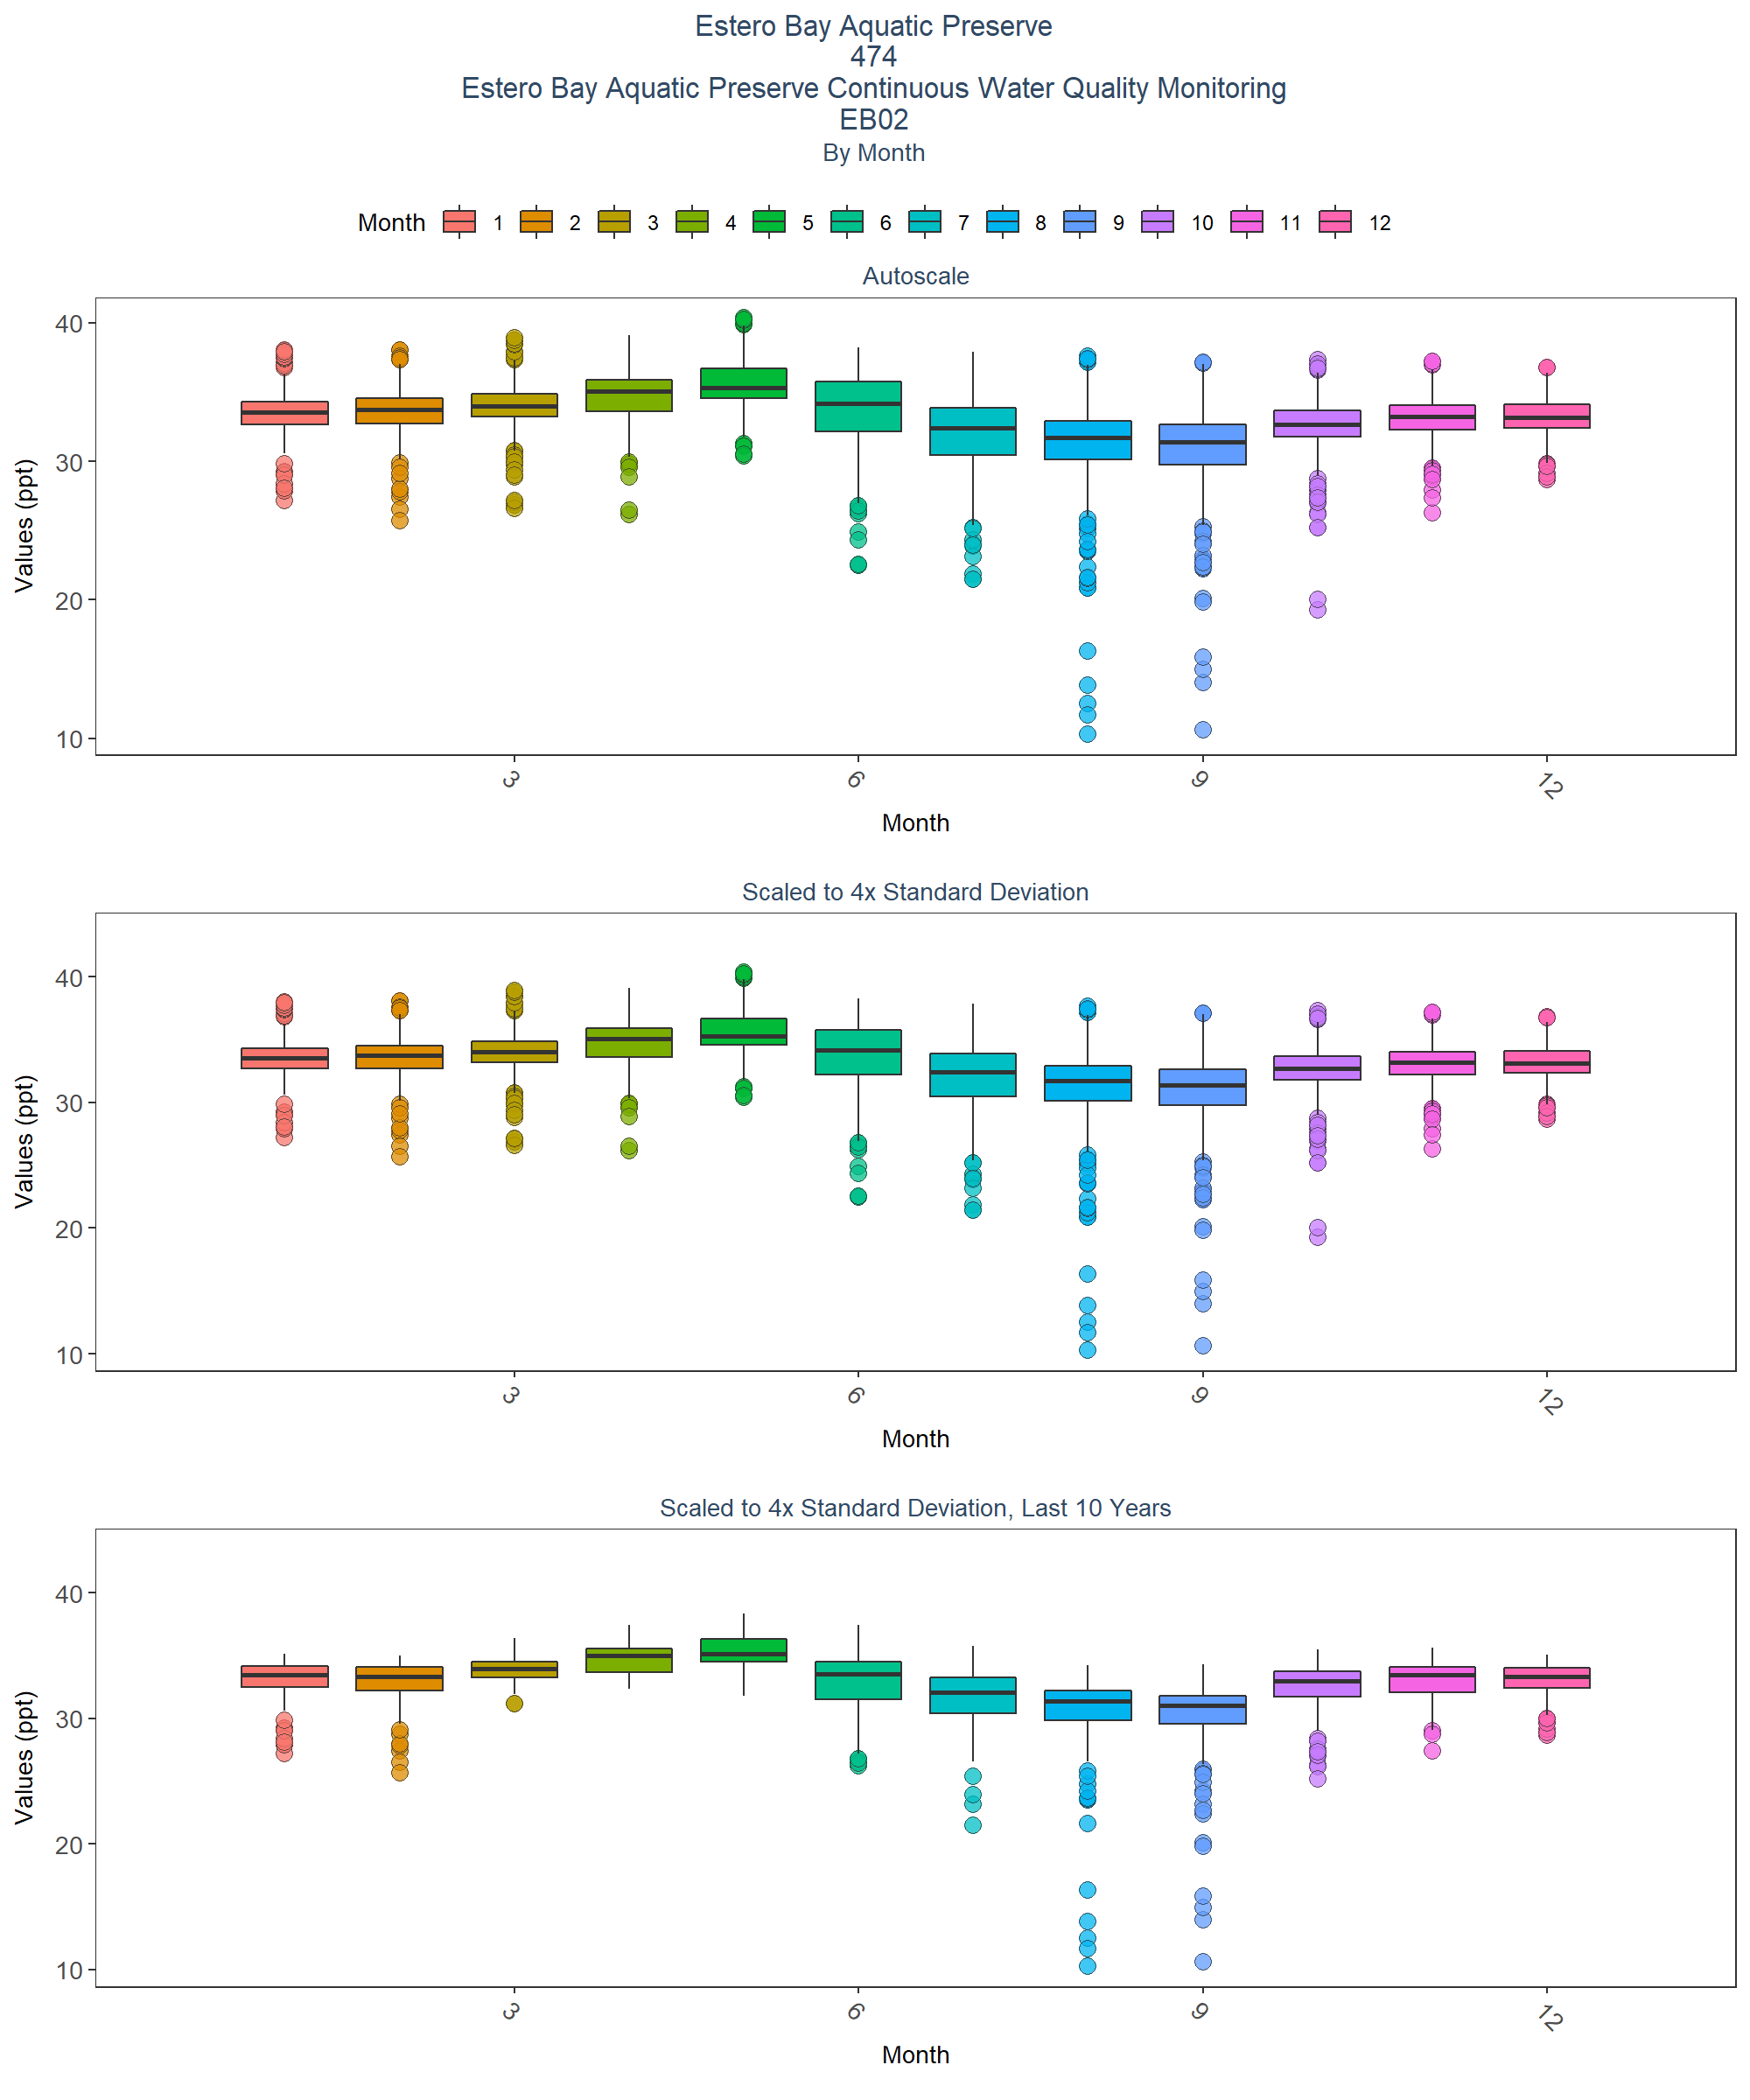 Estero Bay Aquatic Preserve
474
Estero Bay Aquatic Preserve Continuous Water Quality Monitoring
EB02
By Month
Month 1 2 3 4 5 6 7 8 9 10 11 12
Autoscale
Values (ppt)
40
30
20
10
3 6 9 12
Month
Scaled to 4x Standard Deviation
Values (ppt)
40
30
20
10
3 6 9 12
Month
Scaled to 4x Standard Deviation, Last 10 Years
Values (ppt)
40
30
20
10
3 6 9 12
Month